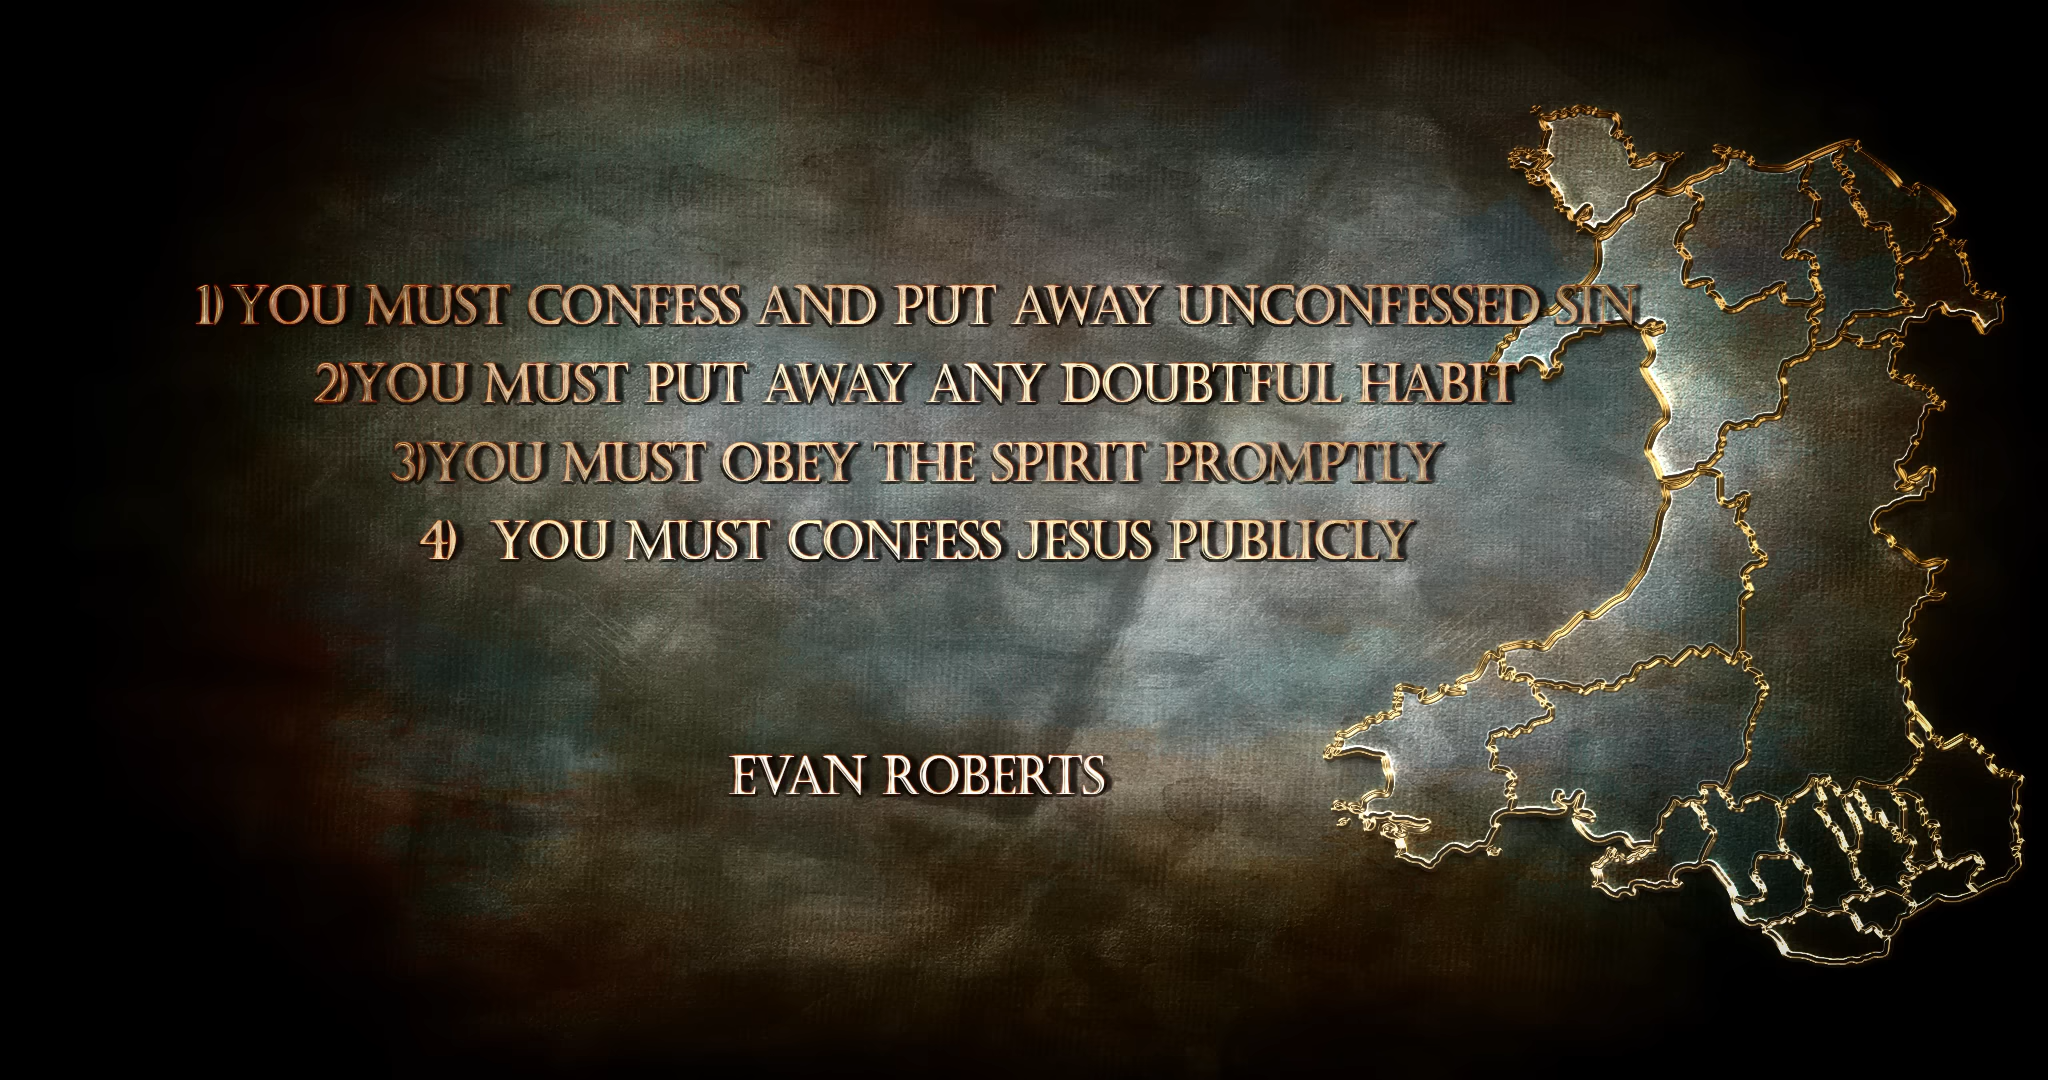 1) YOU MUST CONFESS AND PUT AWAY UNCONFESSED SIN
2)YOU MUST PUT AWAY ANY DOUBTFUL HABIT
3)YOU MUST OBEY THE SPIRIT PROMPTLY
4) YOU MUST CONFESS JESUS PUBLICLY
EVAN ROBERTS